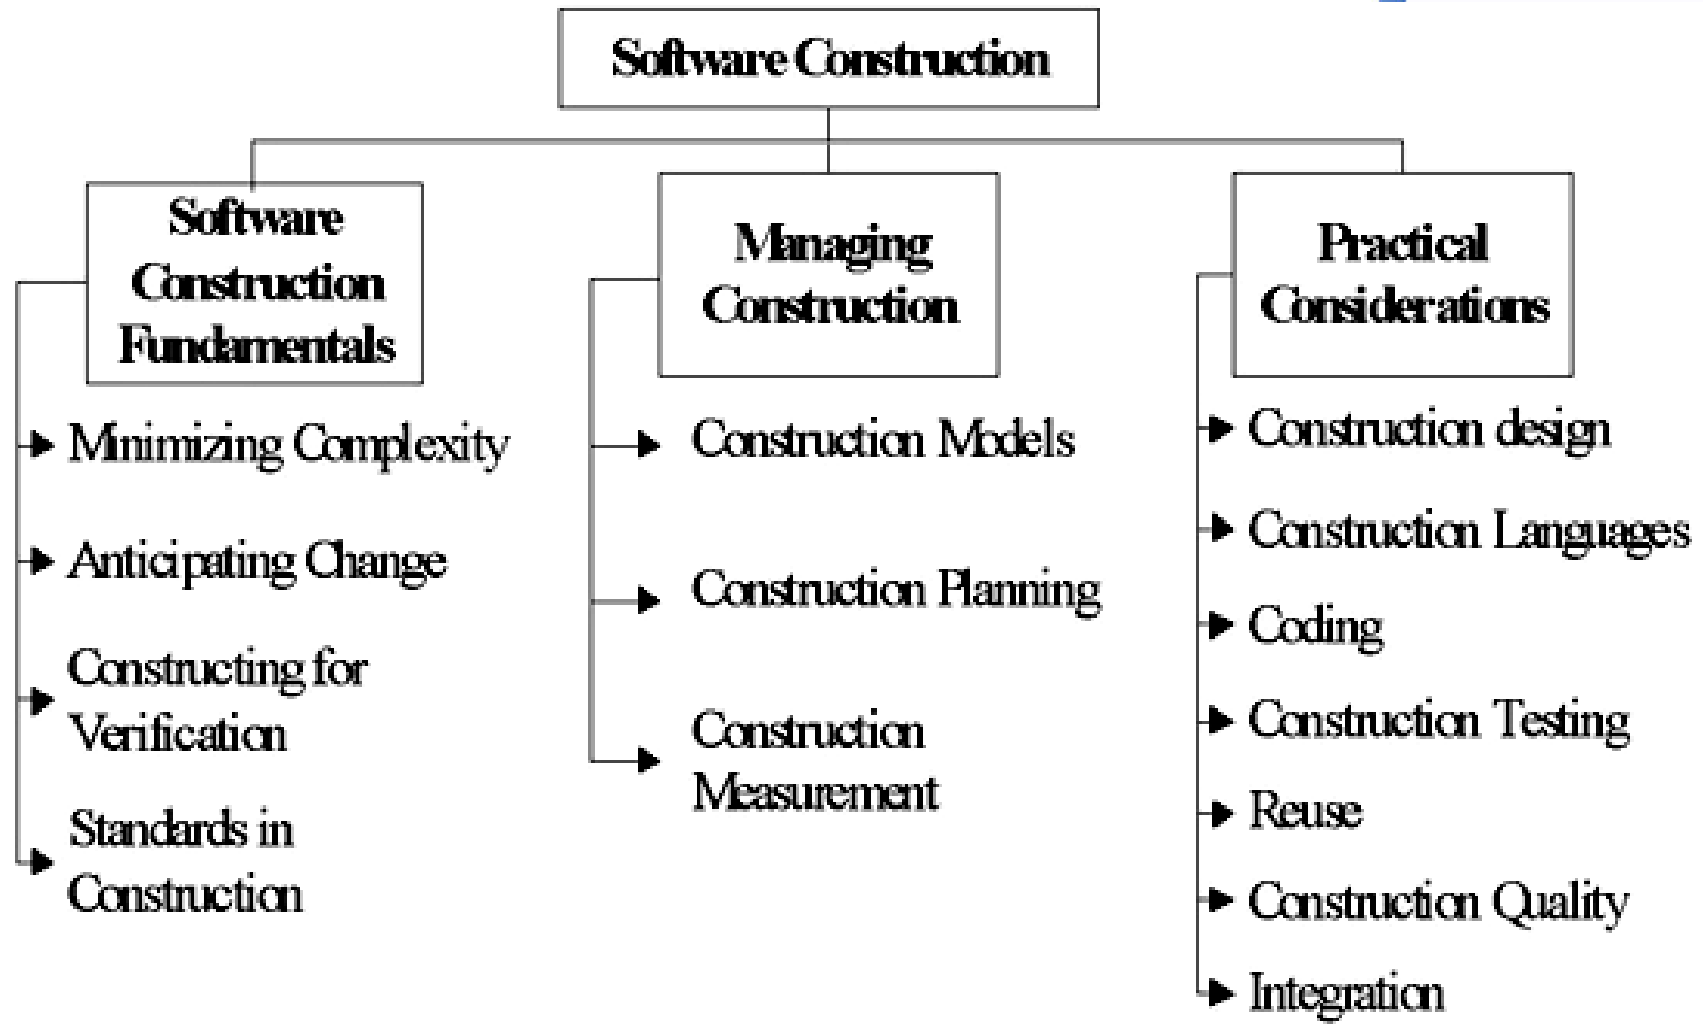 Software Construction
Software
Construction
Fundamentals
Minimizing Complexity
Anticipating Change
Constructing for
Verification
Standards in
Construction
Managing
Construction
Construction Models
Construction Planning
Construction
Measurement
Practical
Considerations
Construction design
Construction Languages
Coding
Construction Testing
Reuse
Construction Quality
Integration